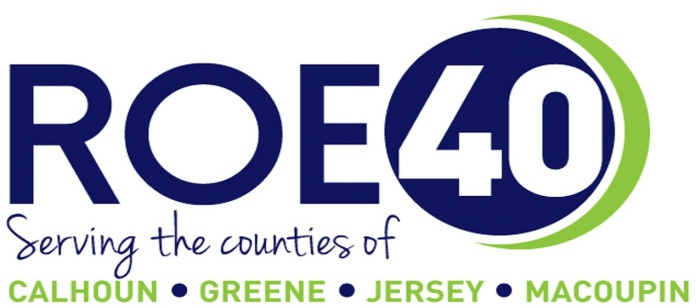 ROE40
Serving the counties of
CALHOUN • GREENE • JERSEY • MACOUPIN